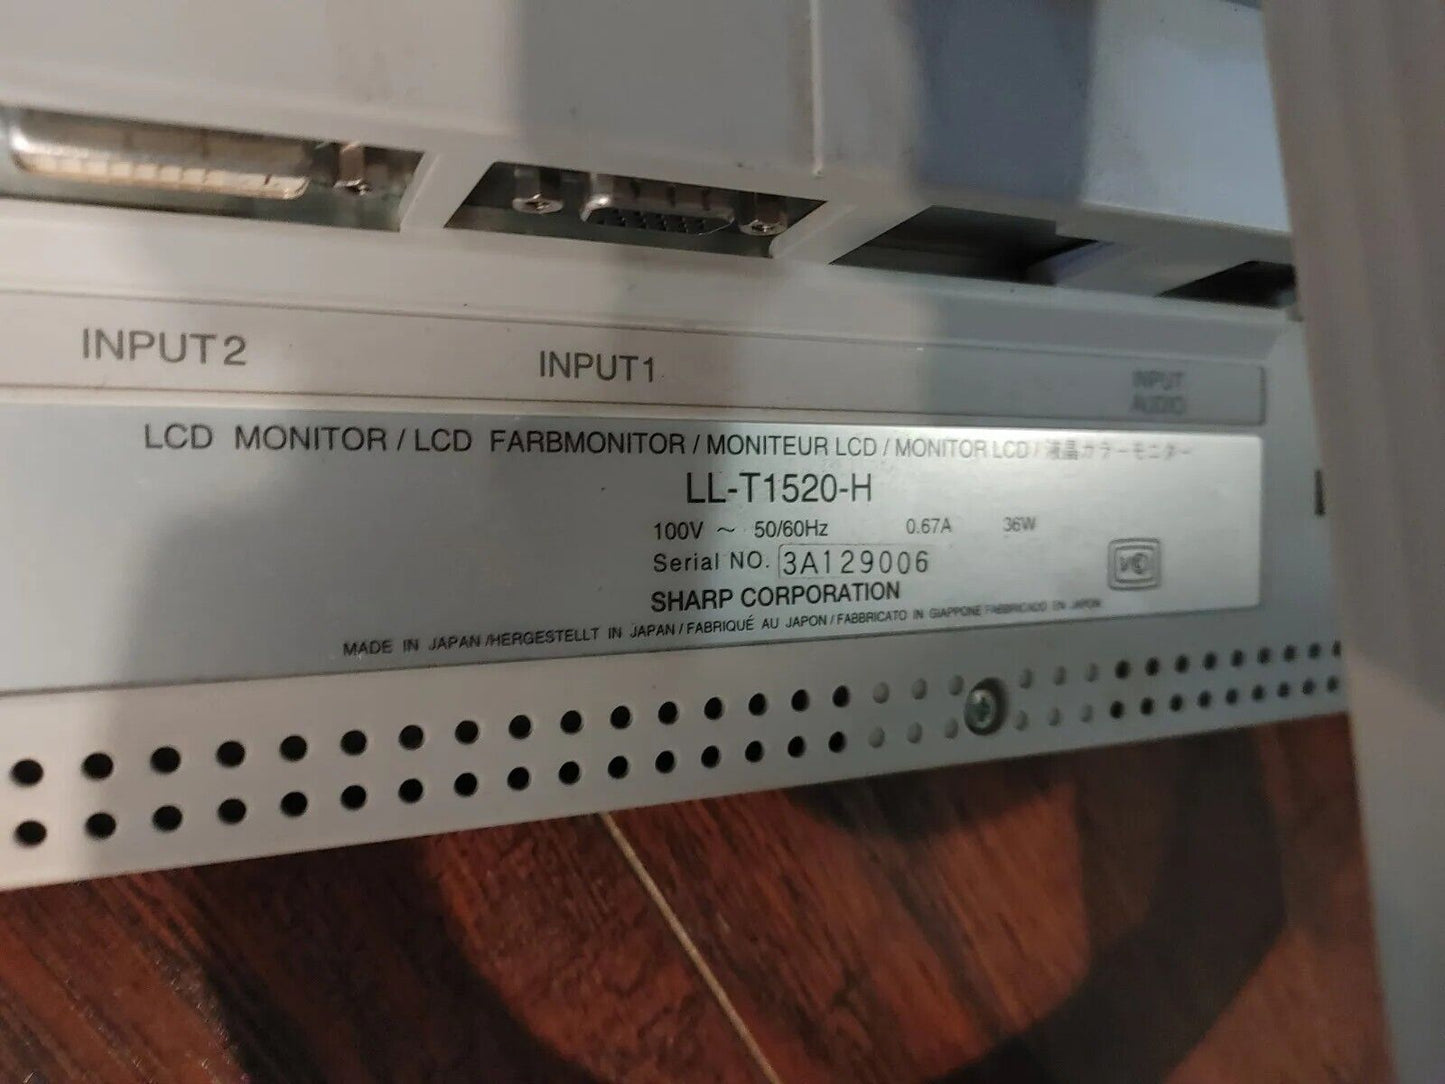 INPUT2
INPUT1
INPUT
AUDIO
LCD MONITOR / LCD FARBMONITOR / MONITEUR LCD / MONITOR LCD / 液晶カラーモニター
LL-T1520-H
100V ～ 50/60Hz 0.67A 36W
Serial NO. 3A129006
SHARP CORPORATION
MADE IN JAPAN /HERGESTELLT IN JAPAN / FABRIQUÉ AU JAPON / FABBRICATO IN GIAPPONE FABRICADO EN JAPON